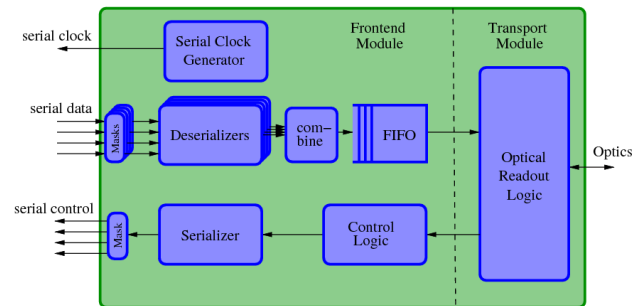 serial clock
Serial Clock
Generator
Frontend
Module
Transport
Module
serial data
Masks
Deserializers
com-
bine
FIFO
Optical
Readout
Logic
Optics
serial control
Mask
Serializer
Control
Logic